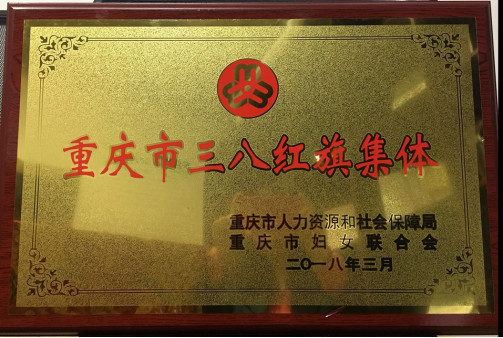 重庆市三八红旗集体
重庆市人力资源和社会保障局
重庆市妇女联合会
二〇一八年三月